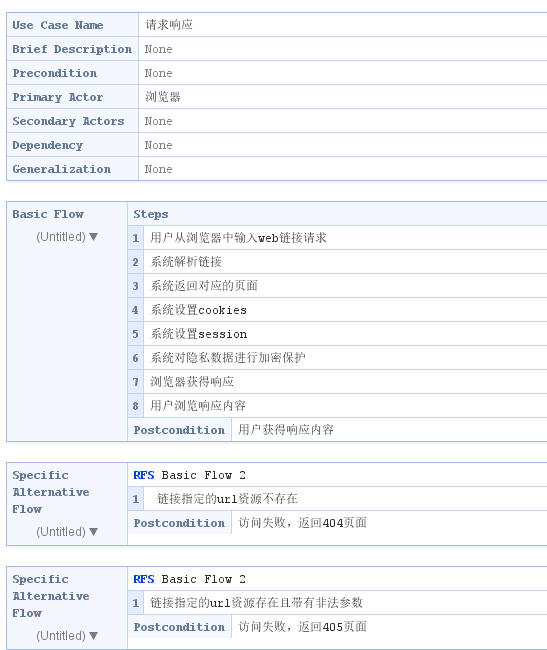 Use Case Name 请求响应
Brief Description None
Precondition None
Primary Actor 浏览器
Secondary Actors None
Dependency None
Generalization None
Basic Flow Steps
(Untitled) ▼ 1 用户从浏览器中输入web链接请求
2 系统解析链接
3 系统返回对应的页面
4 系统设置cookies
5 系统设置session
6 系统对隐私数据进行加密保护
7 浏览器获得响应
8 用户浏览响应内容
Postcondition 用户获得响应内容
Specific RFS Basic Flow 2
Alternative 1 链接指定的url资源不存在
Flow
Postcondition 访问失败，返回404页面
(Untitled) ▼
Specific RFS Basic Flow 2
Alternative 1 链接指定的url资源存在且带有非法参数
Flow
Postcondition 访问失败，返回405页面
(Untitled) ▼